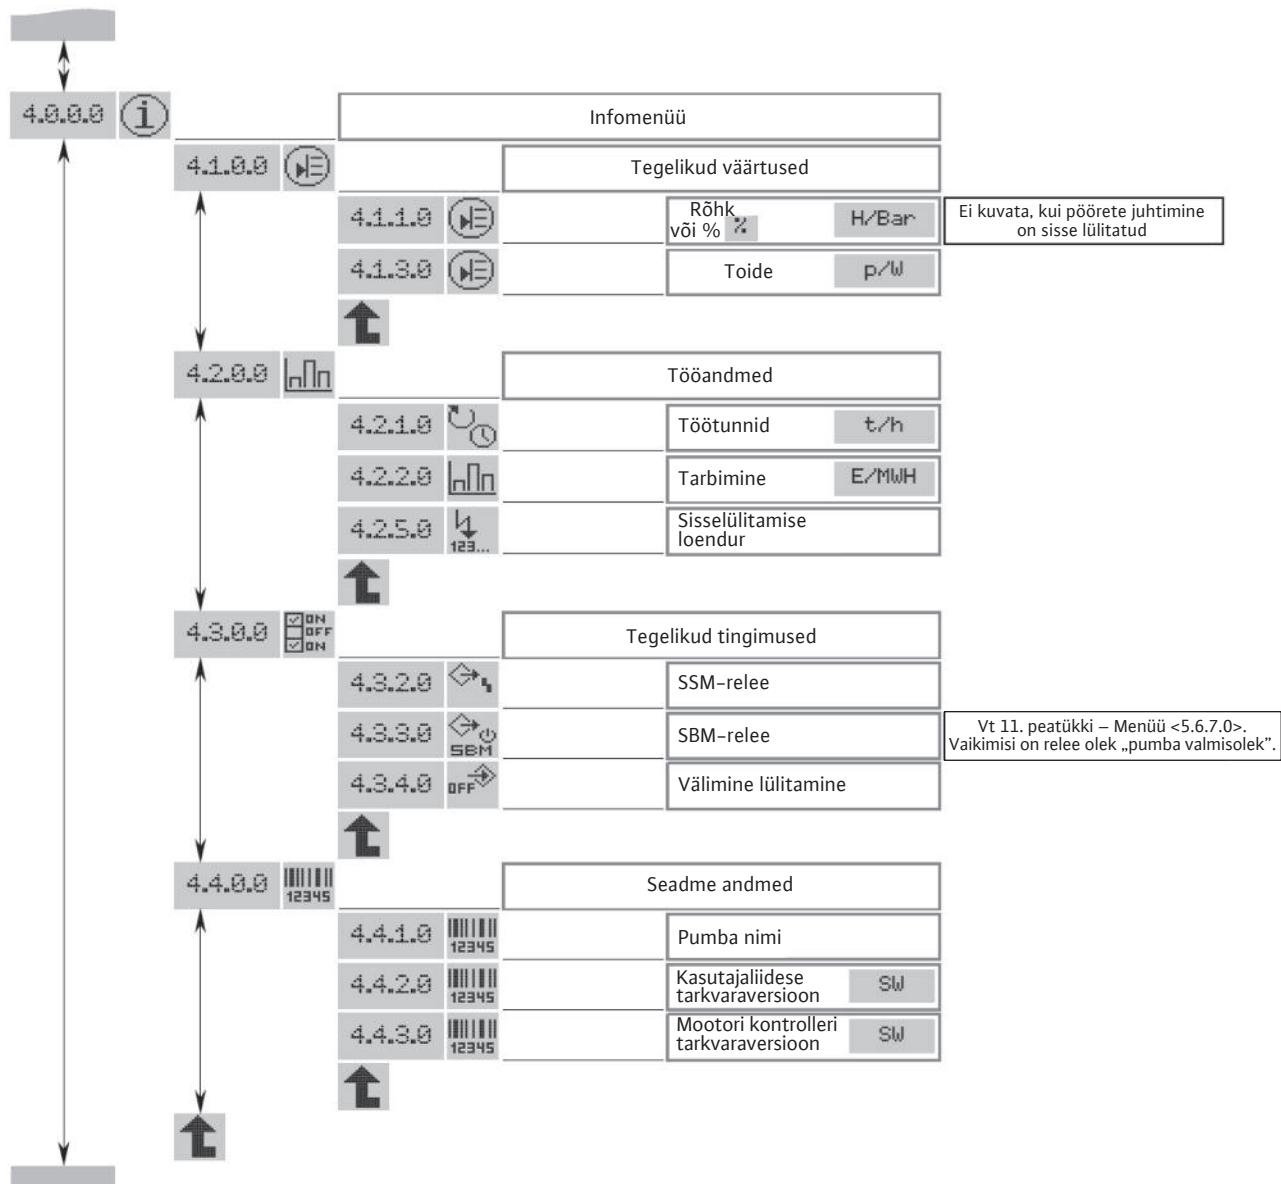 4.0.0.0 i Infomenüü
4.1.0.0 Tegelikud väärtused
4.1.1.0 Rõhk
või % % H/Bar
Ei kuvata, kui pöörete juhtimine
on sisse lülitatud
4.1.3.0 Toide p/W
4.2.0.0 Tööandmed
4.2.1.0 Töötunnid t/h
4.2.2.0 Tarbimine E/MWH
4.2.5.0 123... Sisselülitamise
loendur
4.3.0.0 ON
OFF
ON
Tegelikud tingimused
4.3.2.0 SSM–relee
4.3.3.0 SBM SBM–relee
Vt 11. peatükki – Menüü <5.6.7.0>.
Vaikimisi on relee olek „pumba valmisolek”.
4.3.4.0 OFF Välimine lülitamine
4.4.0.0 12345 Seadme andmed
4.4.1.0 12345 Pumba nimi
4.4.2.0 12345 Kasutajaliidese
tarkvaraversioon SW
4.4.3.0 12345 Mootori kontrolleri
tarkvaraversioon SW